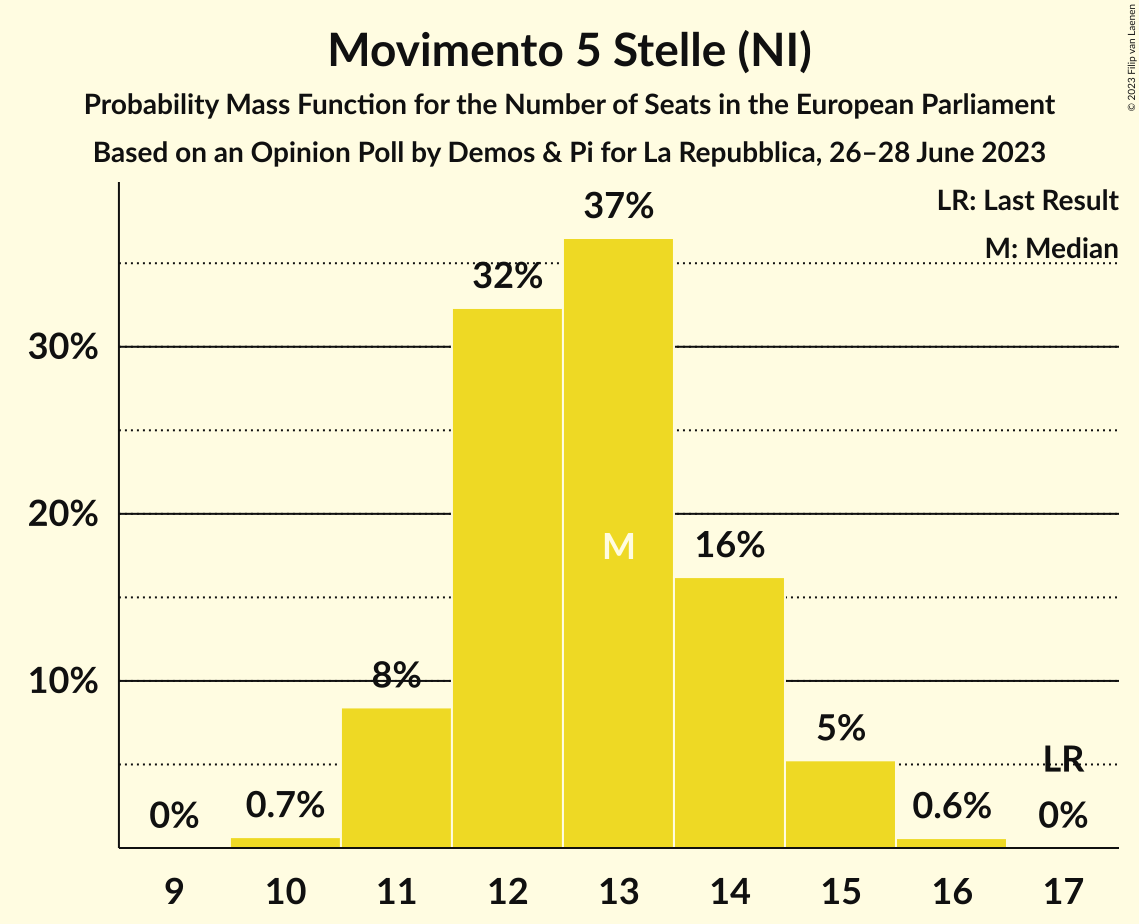 Movimento 5 Stelle (NI)
Probability Mass Function for the Number of Seats in the European Parliament
Based on an Opinion Poll by Demos & Pi for La Repubblica, 26–28 June 2023
© 2023 Filip van Laenen
LR: Last Result
M: Median
37%
32%
30%
20%
M
16%
10%
8%
5%
LR
0%
0.7%
0.6%
0%
9 10 11 12 13 14 15 16 17